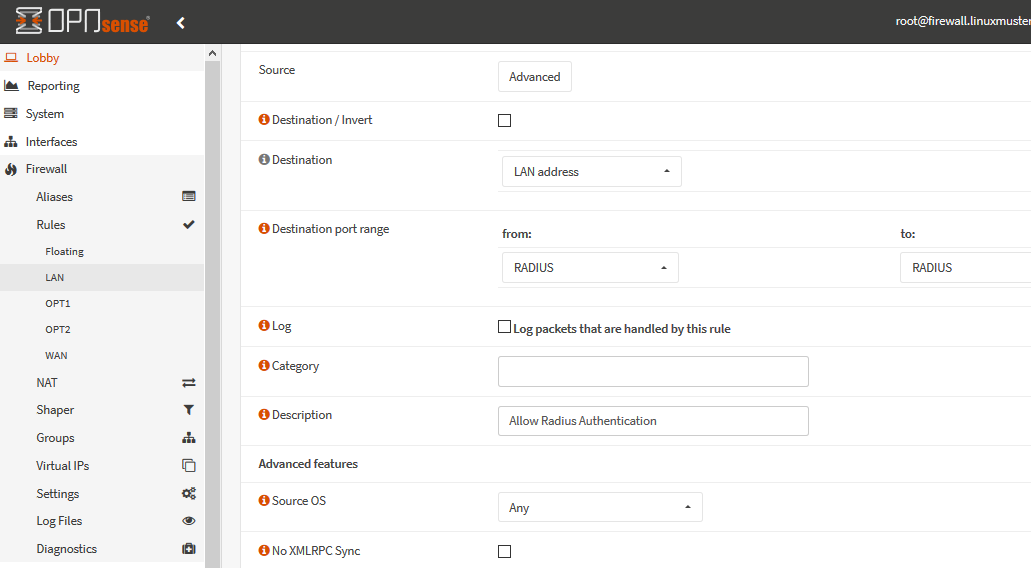 OPNsense
root@firewall.linuxmuster
Lobby
Reporting
System
Interfaces
Firewall
Aliases
Rules
Floating
LAN
OPT1
OPT2
WAN
NAT
Shaper
Groups
Virtual IPs
Settings
Log Files
Diagnostics
Source
Advanced
Destination / Invert
Destination
LAN address
Destination port range
from:
to:
RADIUS
RADIUS
Log
Log packets that are handled by this rule
Category
Description
Allow Radius Authentication
Advanced features
Source OS
Any
No XMLRPC Sync